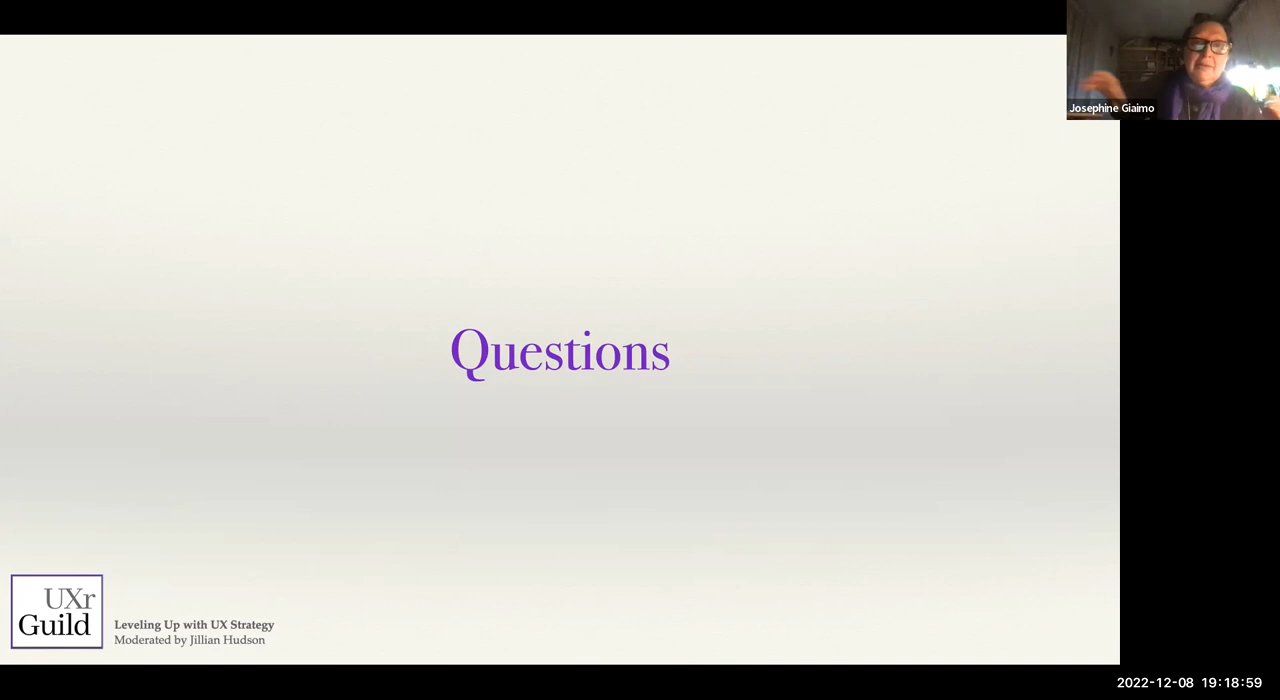 Josephine Giaimo
Questions
UXr
Guild
Leveling Up with UX Strategy
Moderated by Jillian Hudson
2022-12-08 19:18:59